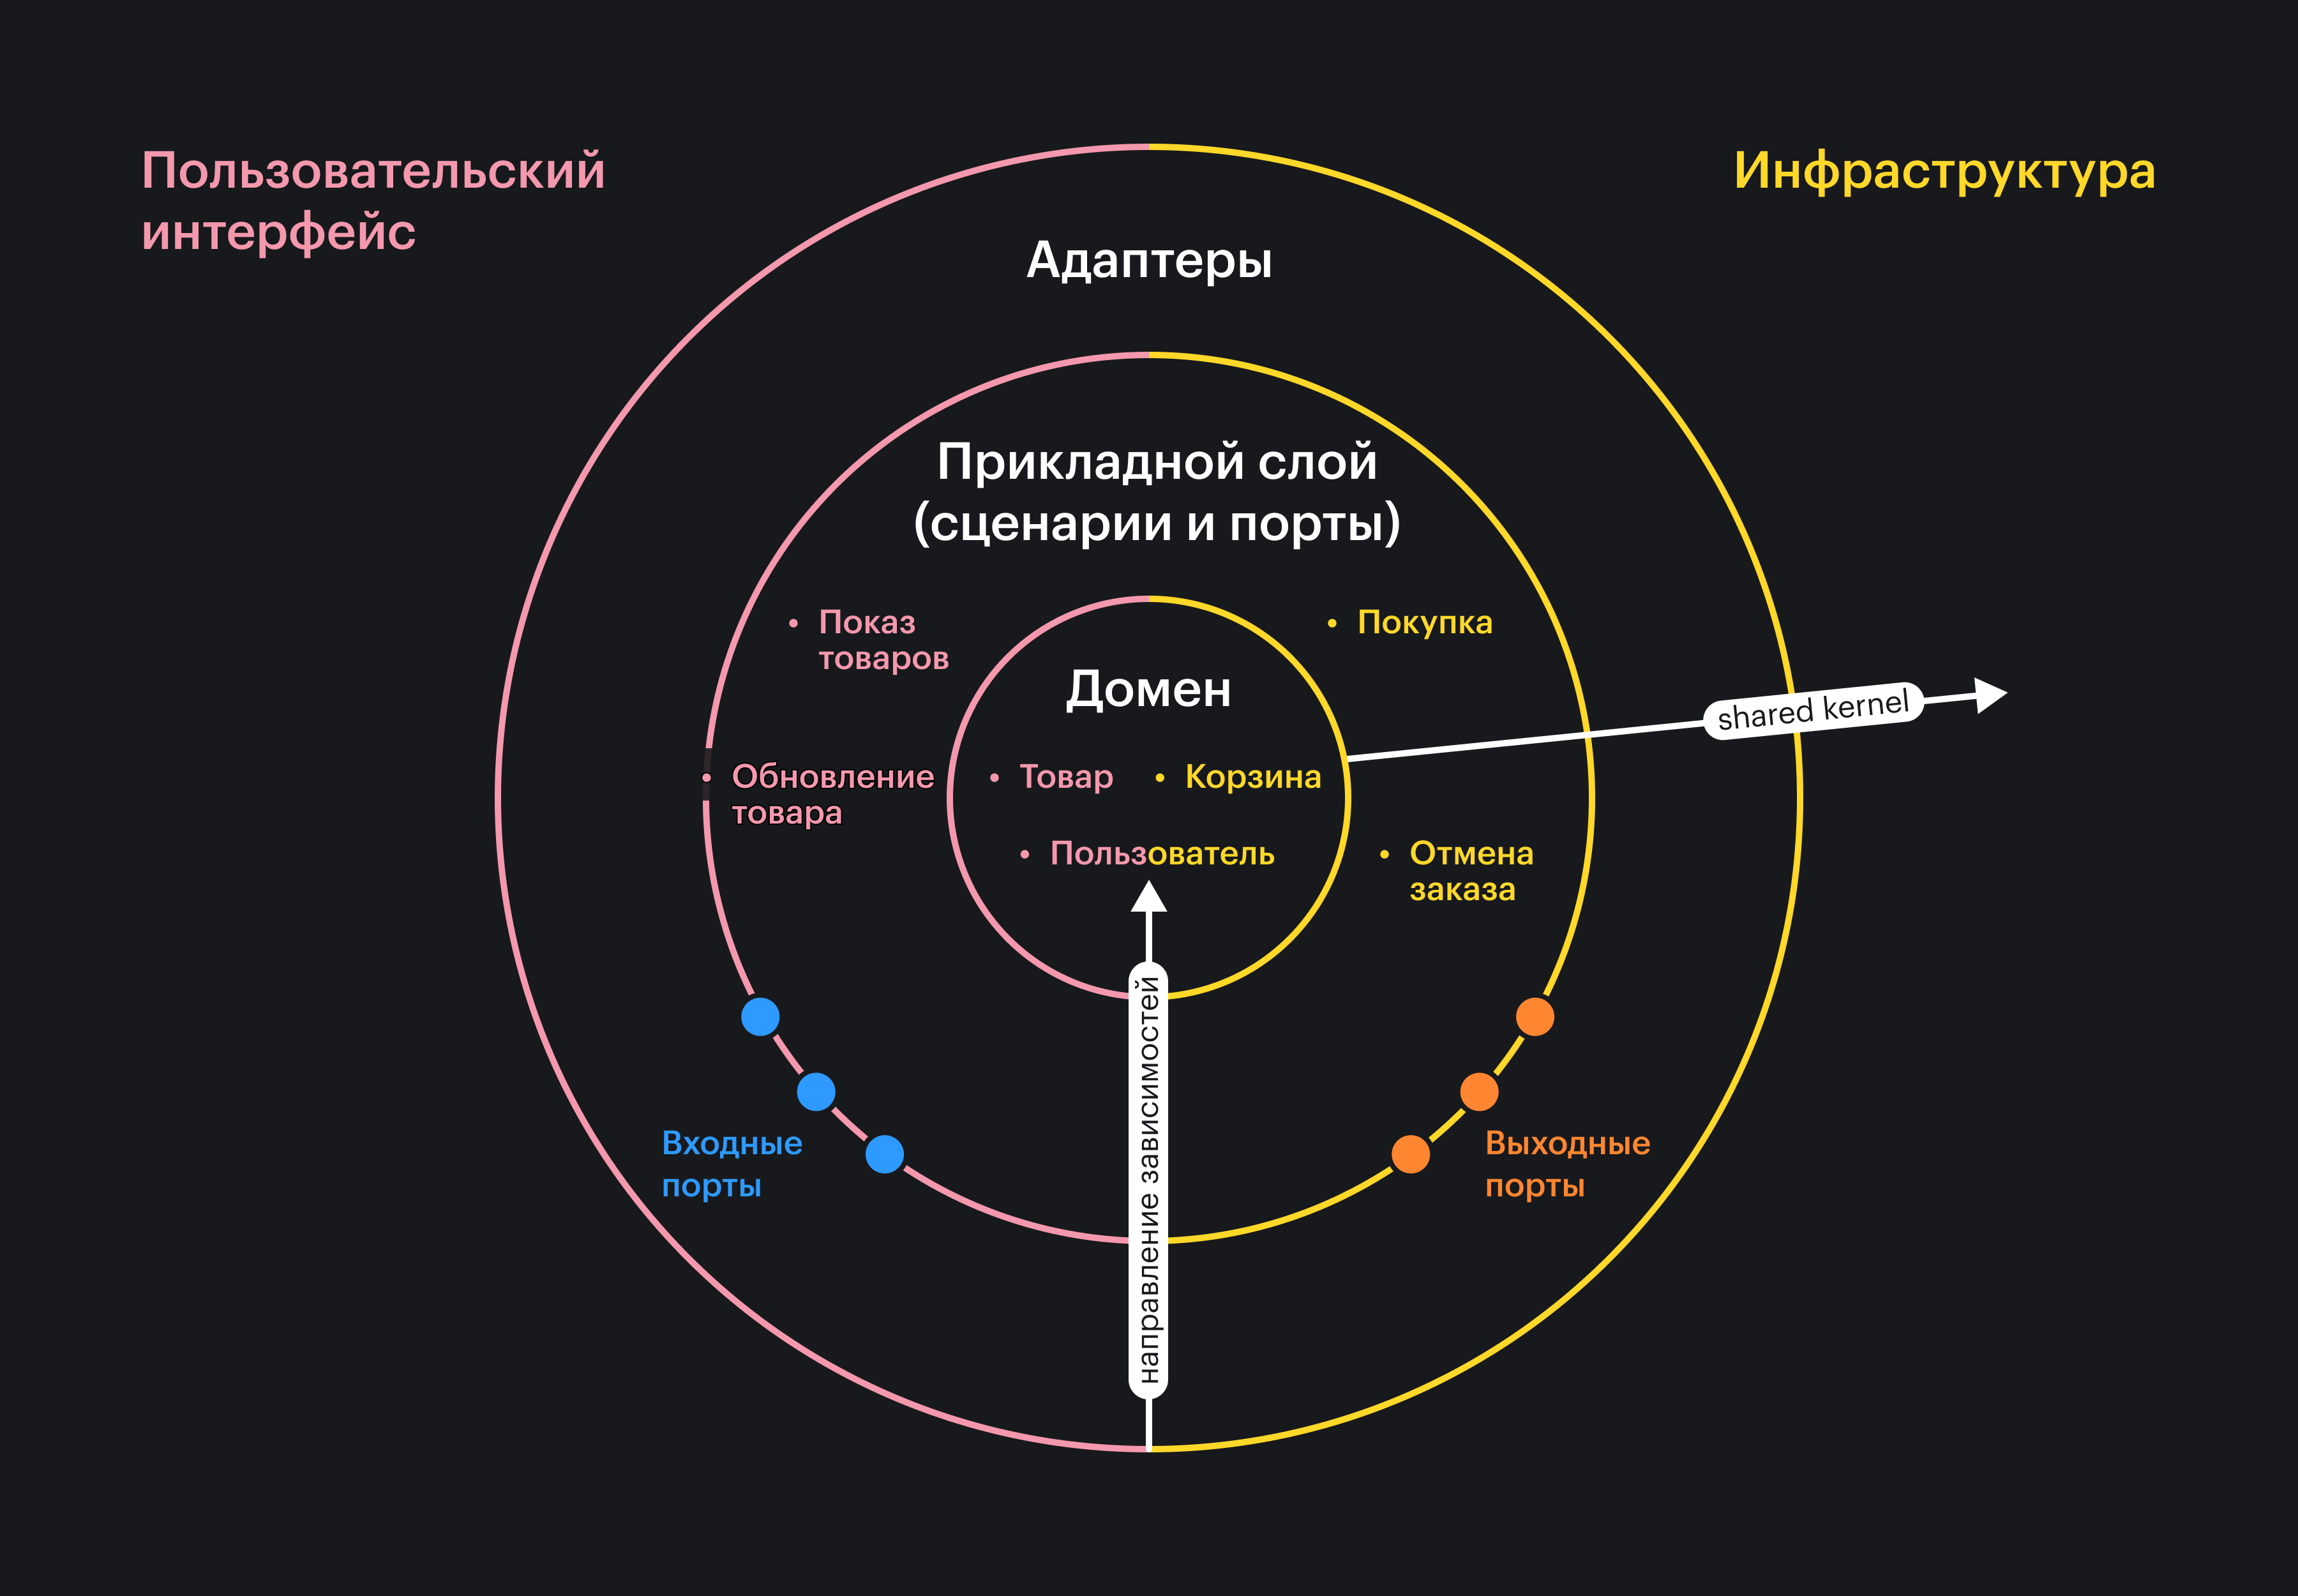 Пользовательский
интерфейс
Инфраструктура
Адаптеры
Прикладной слой
(сценарии и порты)
• Показ
товаров
• Покупка
Домен
shared kernel
• Обновление
товара
• Товар
• Корзина
• Пользователь
• Отмена
заказа
направление зависимостей
Входные
порты
Выходные
порты